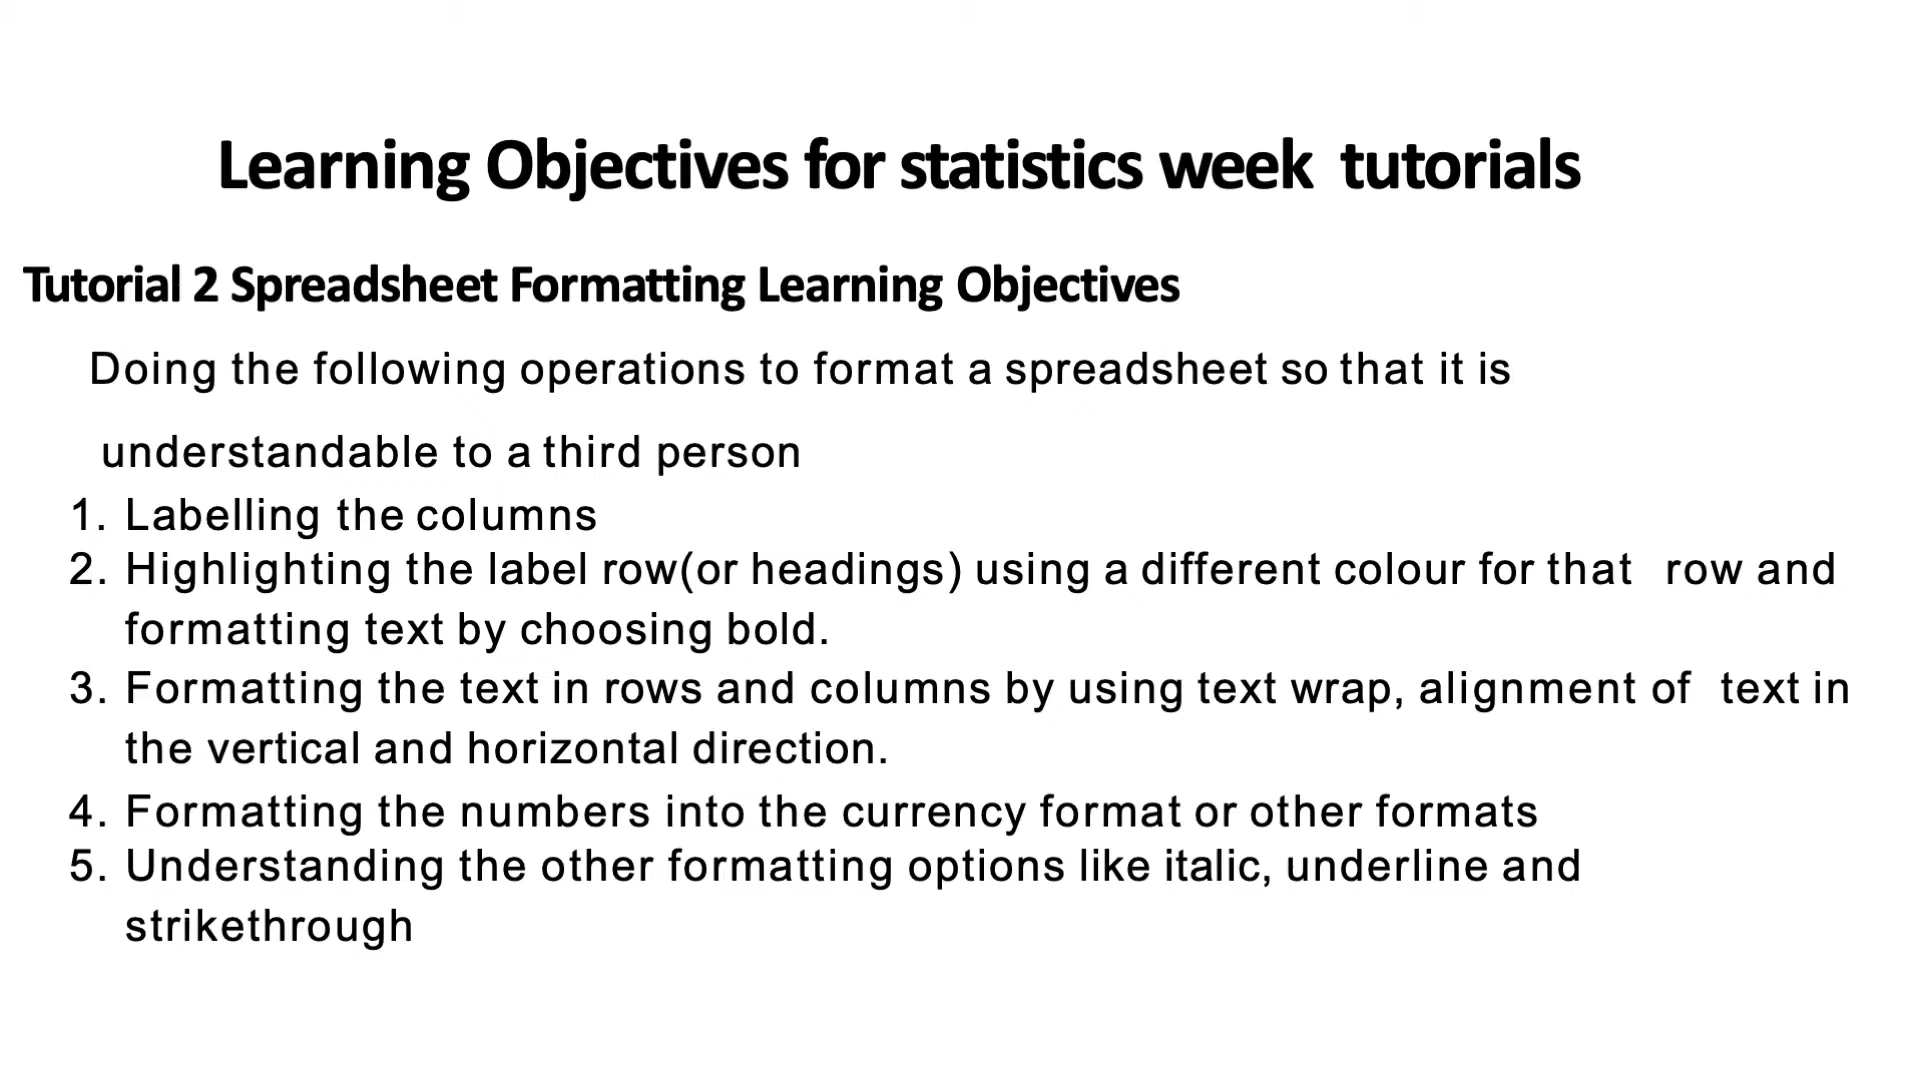 Learning Objectives for statistics week tutorials
Tutorial 2 Spreadsheet Formatting Learning Objectives
Doing the following operations to format a spreadsheet so that it is
understandable to a third person
1. Labelling the columns
2. Highlighting the label row(or headings) using a different colour for that row and
formatting text by choosing bold.
3. Formatting the text in rows and columns by using text wrap, alignment of text in
the vertical and horizontal direction.
4. Formatting the numbers into the currency format or other formats
5. Understanding the other formatting options like italic, underline and
strikethrough